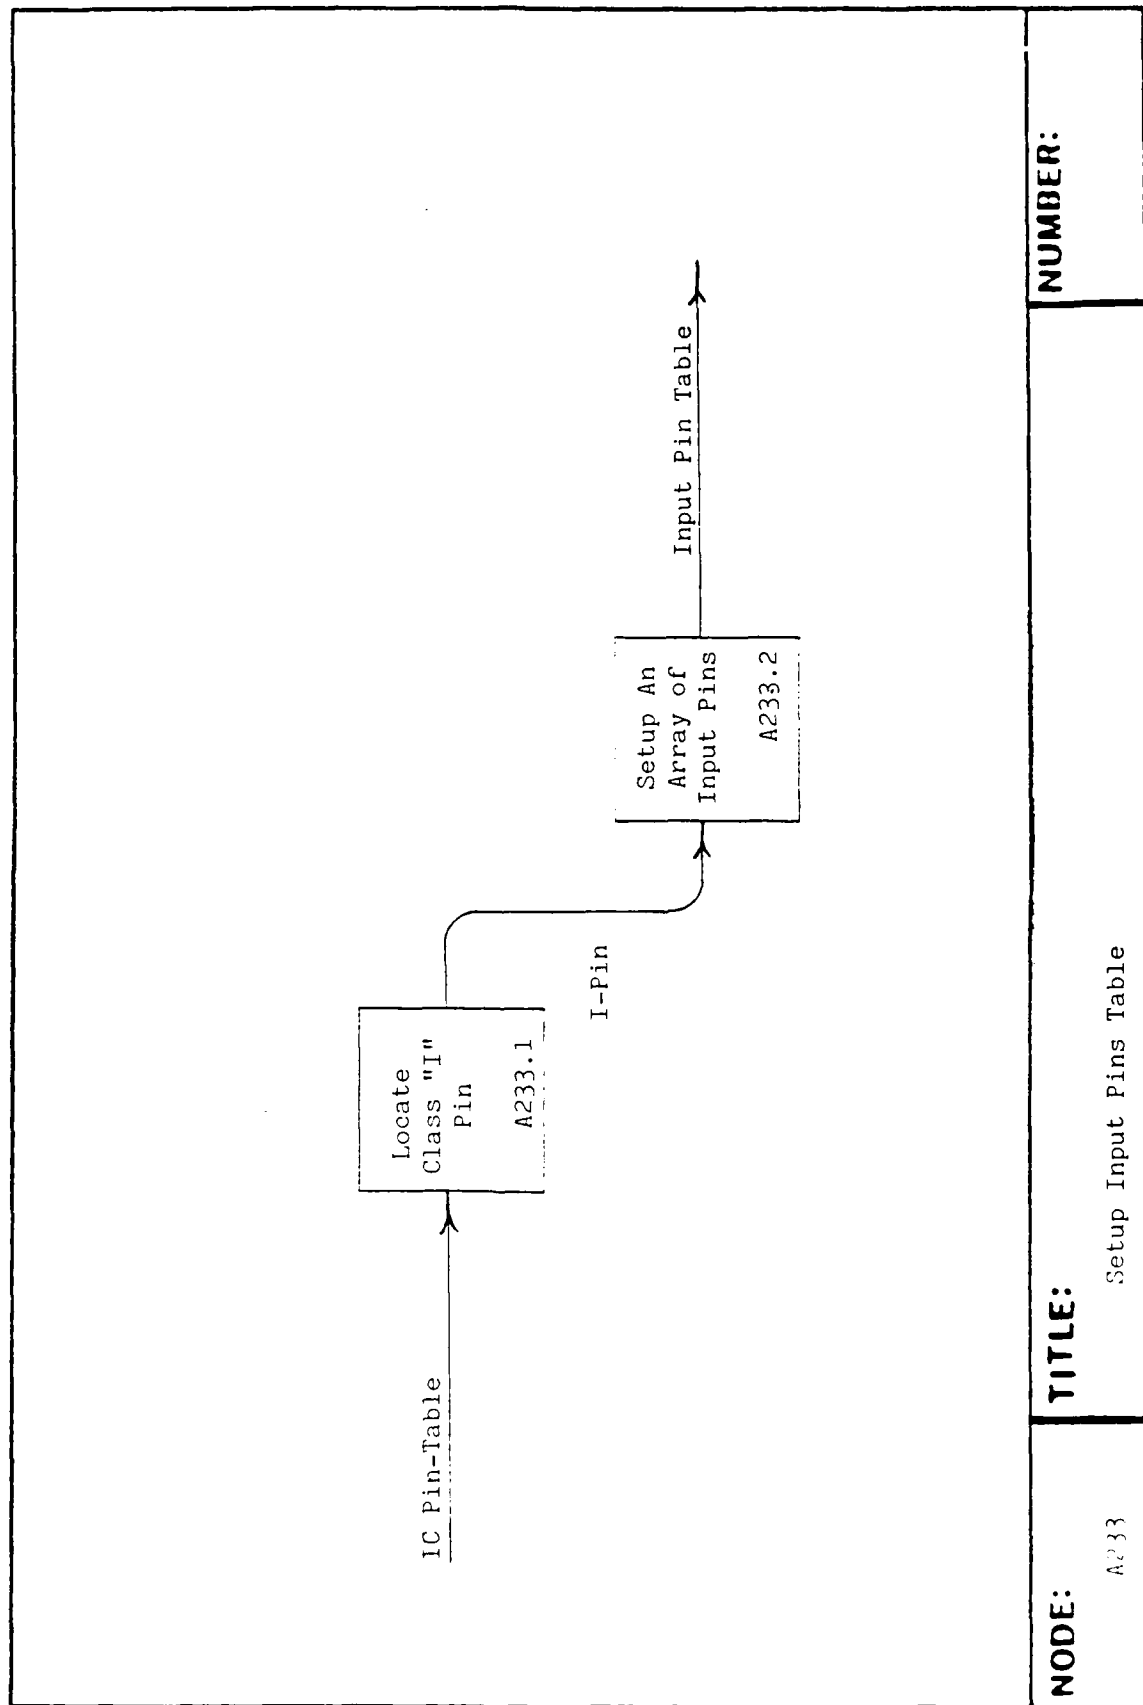 IC Pin-Table
Locate
Class "I"
Pin
A233.1
I-Pin
Setup An
Array of
Input Pins
A233.2
Input Pin Table
NODE:
A233
TITLE:
Setup Input Pins Table
NUMBER: